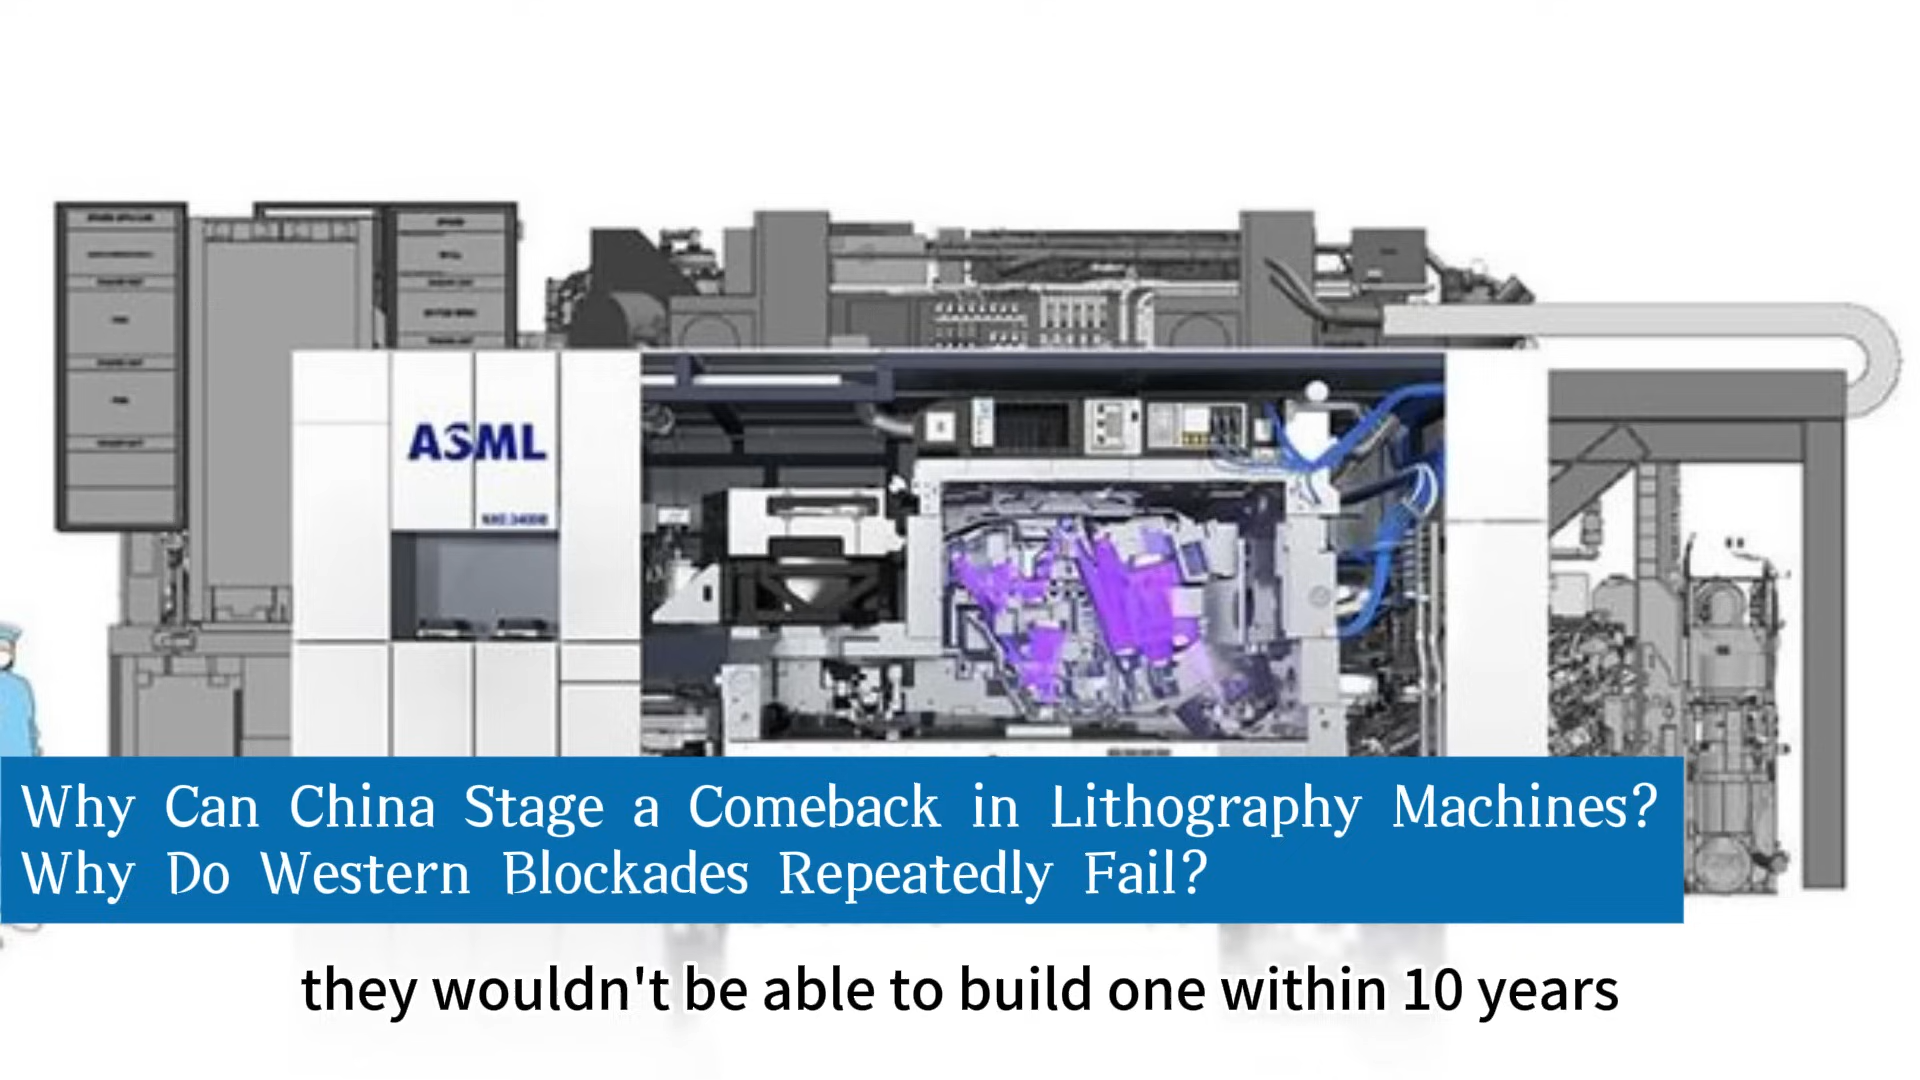 ASML
Why Can China Stage a Comeback in Lithography Machines?
Why Do Western Blockades Repeatedly Fail?
they wouldn't be able to build one within 10 years